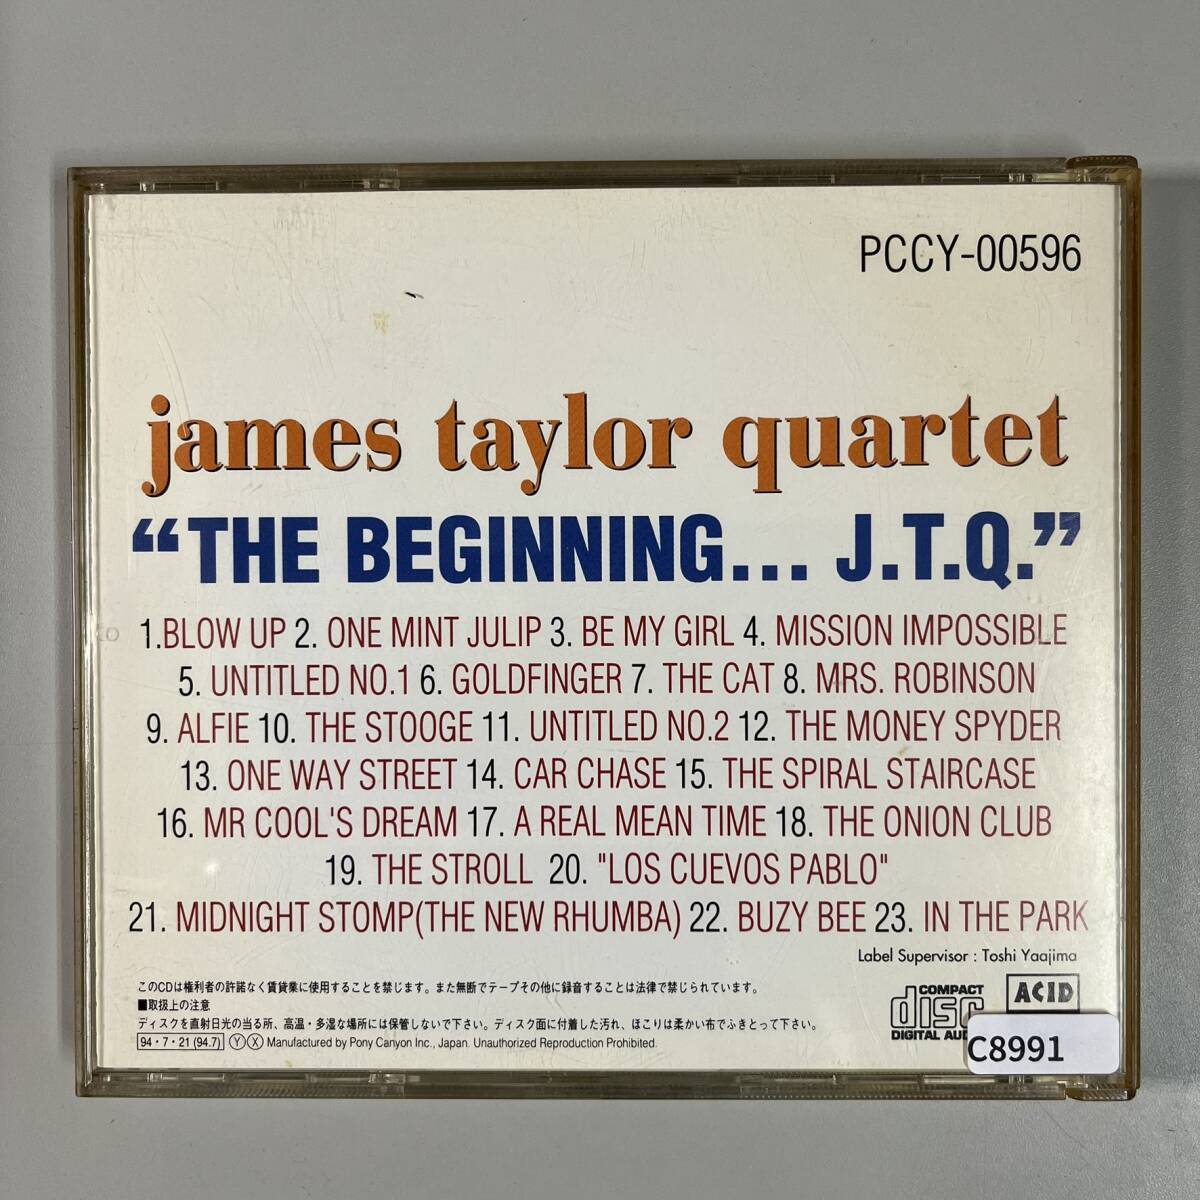 PCCY-00596
james taylor quartet
“THE BEGINNING... J.T.Q.”
1.BLOW UP 2. ONE MINT JULIP 3. BE MY GIRL 4. MISSION IMPOSSIBLE
5. UNTITLED NO.1 6. GOLDFINGER 7. THE CAT 8. MRS. ROBINSON
9. ALFIE 10. THE STOOGE 11. UNTITLED NO.2 12. THE MONEY SPYDER
13. ONE WAY STREET 14. CAR CHASE 15. THE SPIRAL STAIRCASE
16. MR COOL'S DREAM 17. A REAL MEAN TIME 18. THE ONION CLUB
19. THE STROLL 20. "LOS CUEVOS PABLO"
21. MIDNIGHT STOMP(THE NEW RHUMBA) 22. BUZY BEE 23. IN THE PARK
Label Supervisor : Toshi Yaajima
このCDは権利者の許諾なく賃貸業に使用することを禁じます。また無断でテープその他に録音することは法律で禁じられています。
■取扱上の注意
ディスクを直射日光の当る所、高温・多湿な場所には保管しないで下さい。ディスク面に付着した汚れ、ほこりは柔かい布でふきとって下さい。
94・7・21 (94.7) Ⓨ Ⓧ Manufactured by Pony Canyon Inc., Japan. Unauthorized Reproduction Prohibited.
COMPACT
disc
DIGITAL
ACID
C8991